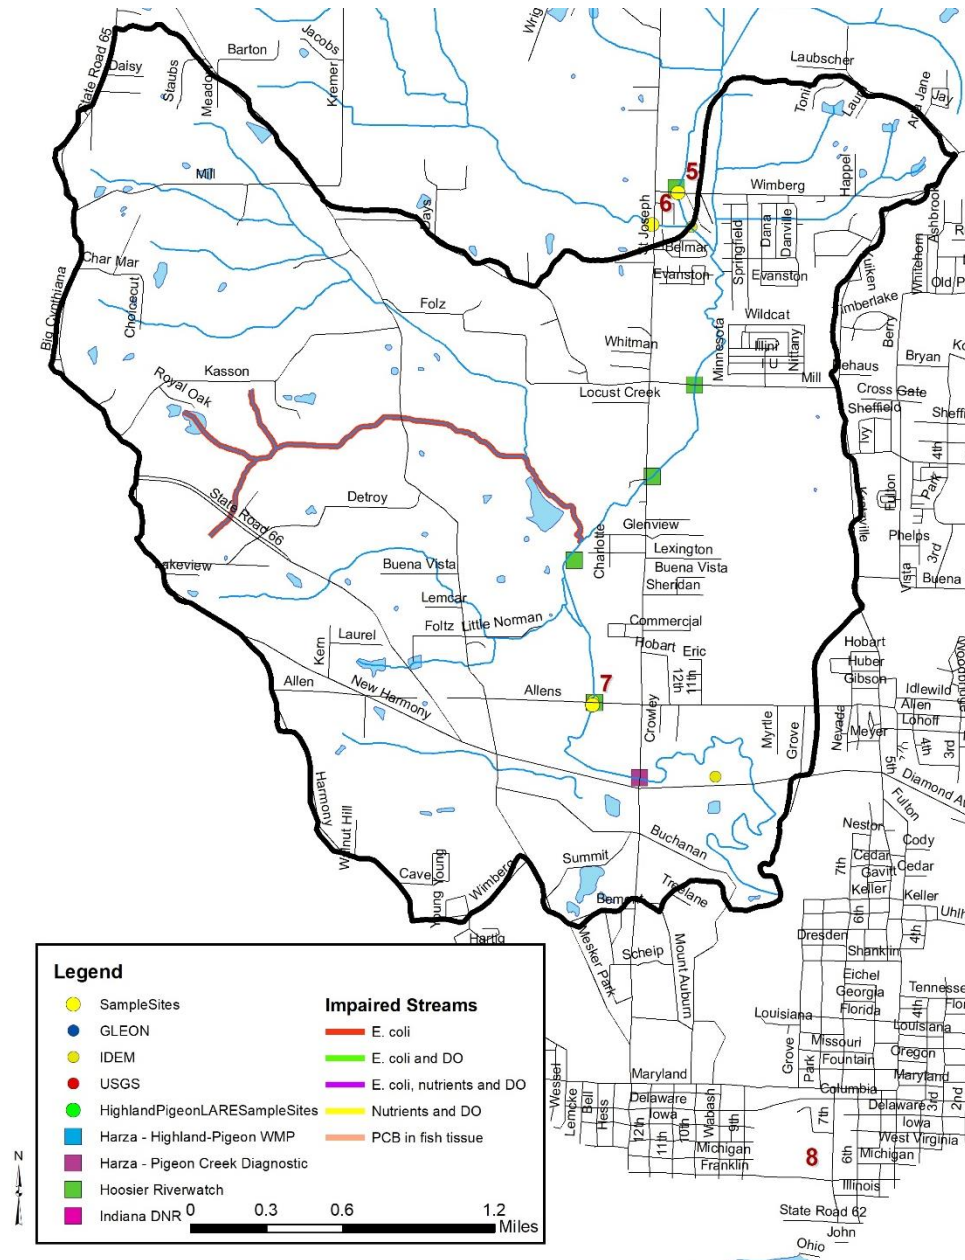 Wrig
State Road 65
Daisy
Staubs
Meadow
Barton
Jacobs
Kremer
Laubscher
Toni
Laura
Ana Jane
Jay
Mill
Days
5
6
St Joseph
Wimberg
Happel
Belmar
Evanston
Springfield
Dana
Danville
Evanston
Ashbrook
Whitehorn
Old P
Kuiken
Timberlake
Berry
Char Mar
Choicecut
Big Cynthiana
Folz
Whitman
Minnesota
Wildcat
Illini
I U
Nittany
Mill
Nehaus
Bryan
Ko
Locust Creek
Cross Gate
Sheffield
Sheffi
Ivy
4th
Park
Fulton
Royal Oak
Kasson
State Road 66
Detroy
Kratzville
Phelps
3rd
Vista
Buena
Glenview
Charlotte
Lexington
Buena Vista
Sheridan
Lakeview
Buena Vista
Lemcar
Foltz
Little Norman
Laurel
Kern
Commercial
Hobart
Eric
12th
11th
Hobart
Huber
Gibson
Idlewild
Allen
Lohoff
Meyer
Nevada
4th
3rd
5th
Allen
New Harmony
Allens
7
Crowley
Myrtle
Grove
Diamond Av
Fulton
Harmony
Walnut Hill
Cave
Young Young
Wimberg
Hartig
Summit
Buchanan
Treelane
Bement
Mesker Park
Scheip
Mount Auburn
Nestor
Cody
Cedar
Cedar
Gavitt
Keller
Keller
7th
6th
Uhlh
4th
Dresden
Shanklin
Eichel
Georgia
Florida
Tennesse
Flor
4th
Louisiana
Louisiana
Missouri
Fountain
Oregon
Maryland
Grove
Park
Columbia
Maryland
Delaware
Iowa
Wessel
Lemcke
Bell
Hess
12th
11th
10th
Wabash
9th
Michigan
Franklin
7th
6th
3rd
2nd
Delaware
Iowa
West Virginia
Michigan
8
Illinois
State Road 62
John
Ohio
Legend
SampleSites
GLEON
IDEM
USGS
HighlandPigeonLARESampleSites
Harza - Highland-Pigeon WMP
Harza - Pigeon Creek Diagnostic
Hoosier Riverwatch
Indiana DNR
Impaired Streams
E. coli
E. coli and DO
E. coli, nutrients and DO
Nutrients and DO
PCB in fish tissue
N
0 0.3 0.6 1.2
Miles